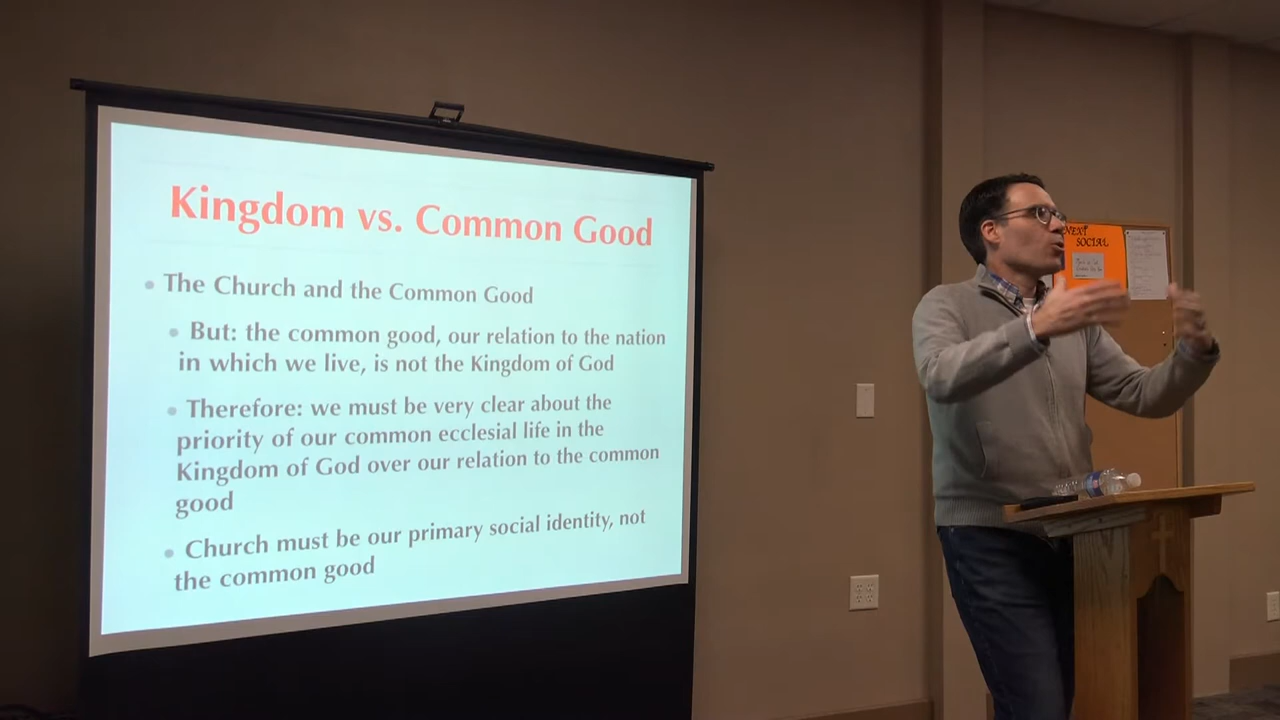 Kingdom vs. Common Good
The Church and the Common Good
But: the common good, our relation to the nation
in which we live, is not the Kingdom of God
Therefore: we must be very clear about the
priority of our common ecclesial life in the
Kingdom of God over our relation to the common
good
Church must be our primary social identity, not
the common good
NEXT
SOCIAL